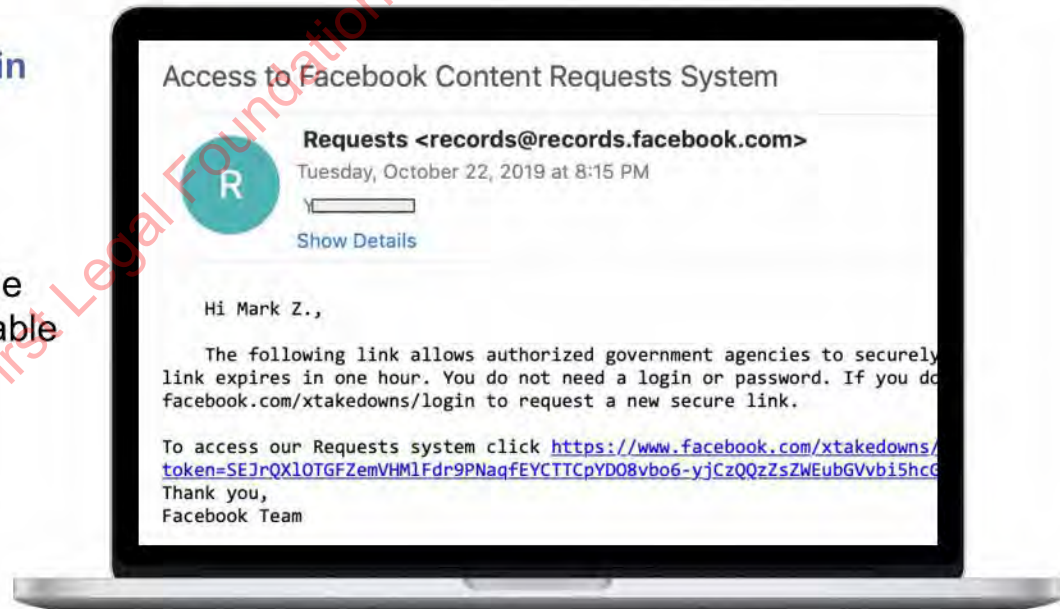 in
Access to Facebook Content Requests System
Requests <records@records.facebook.com>
R
Tuesday, October 22, 2019 at 8:15 PM
Y
Show Details
e
able
Hi Mark Z.,
The following link allows authorized government agencies to securely
link expires in one hour. You do not need a login or password. If you do
facebook.com/xtakedowns/login to request a new secure link.
To access our Requests system click https://www.facebook.com/xtakedowns/
Thank you,
Facebook Team
First Legal Foundation